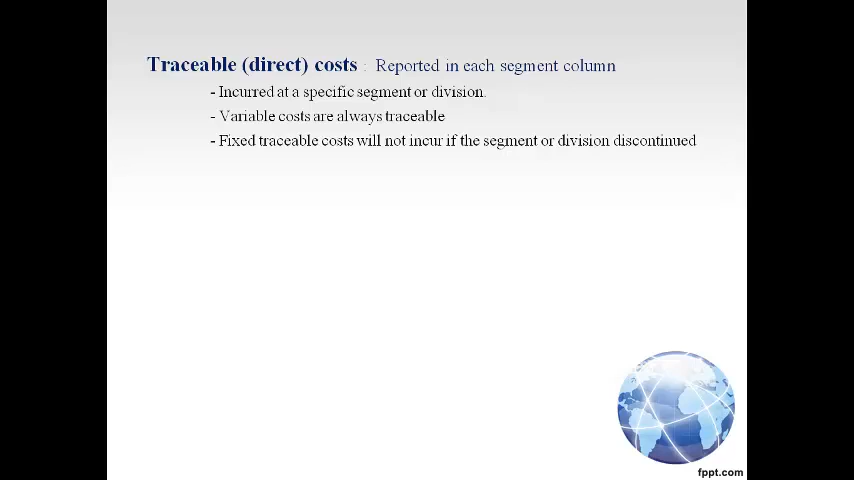 Traceable (direct) costs : Reported in each segment column
- Incurred at a specific segment or division.
- Variable costs are always traceable
- Fixed traceable costs will not incur if the segment or division discontinued
fppt.com